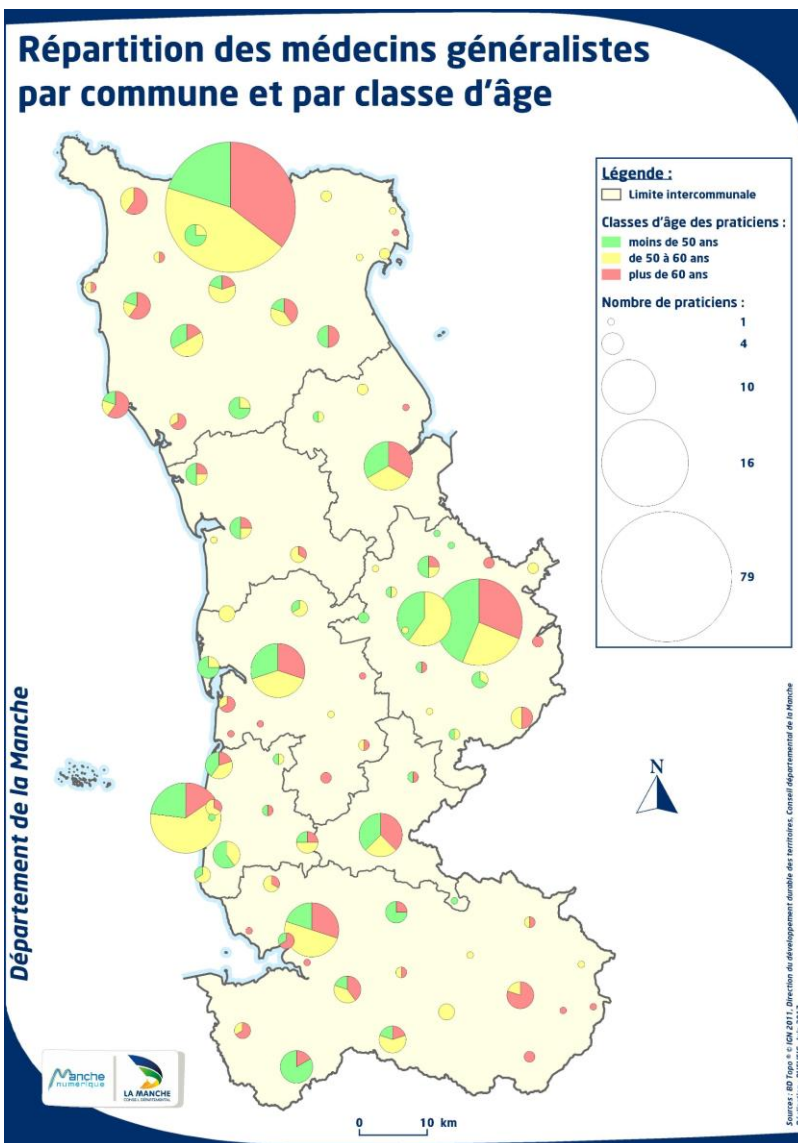 Répartition des médecins généralistes
par commune et par classe d'âge
Légende :
Limite intercommunale
Classes d'âge des praticiens :
moins de 50 ans
de 50 à 60 ans
plus de 60 ans
Nombre de praticiens :
1
4
10
16
79
Département de la Manche
N
Sources : BD Topo ® © IGN 2011, Direction du développement durable des territoires, Conseil départemental de la Manche
Manche
numérique
LA MANCHE
CONSEIL DÉPARTEMENTAL
0 10 km